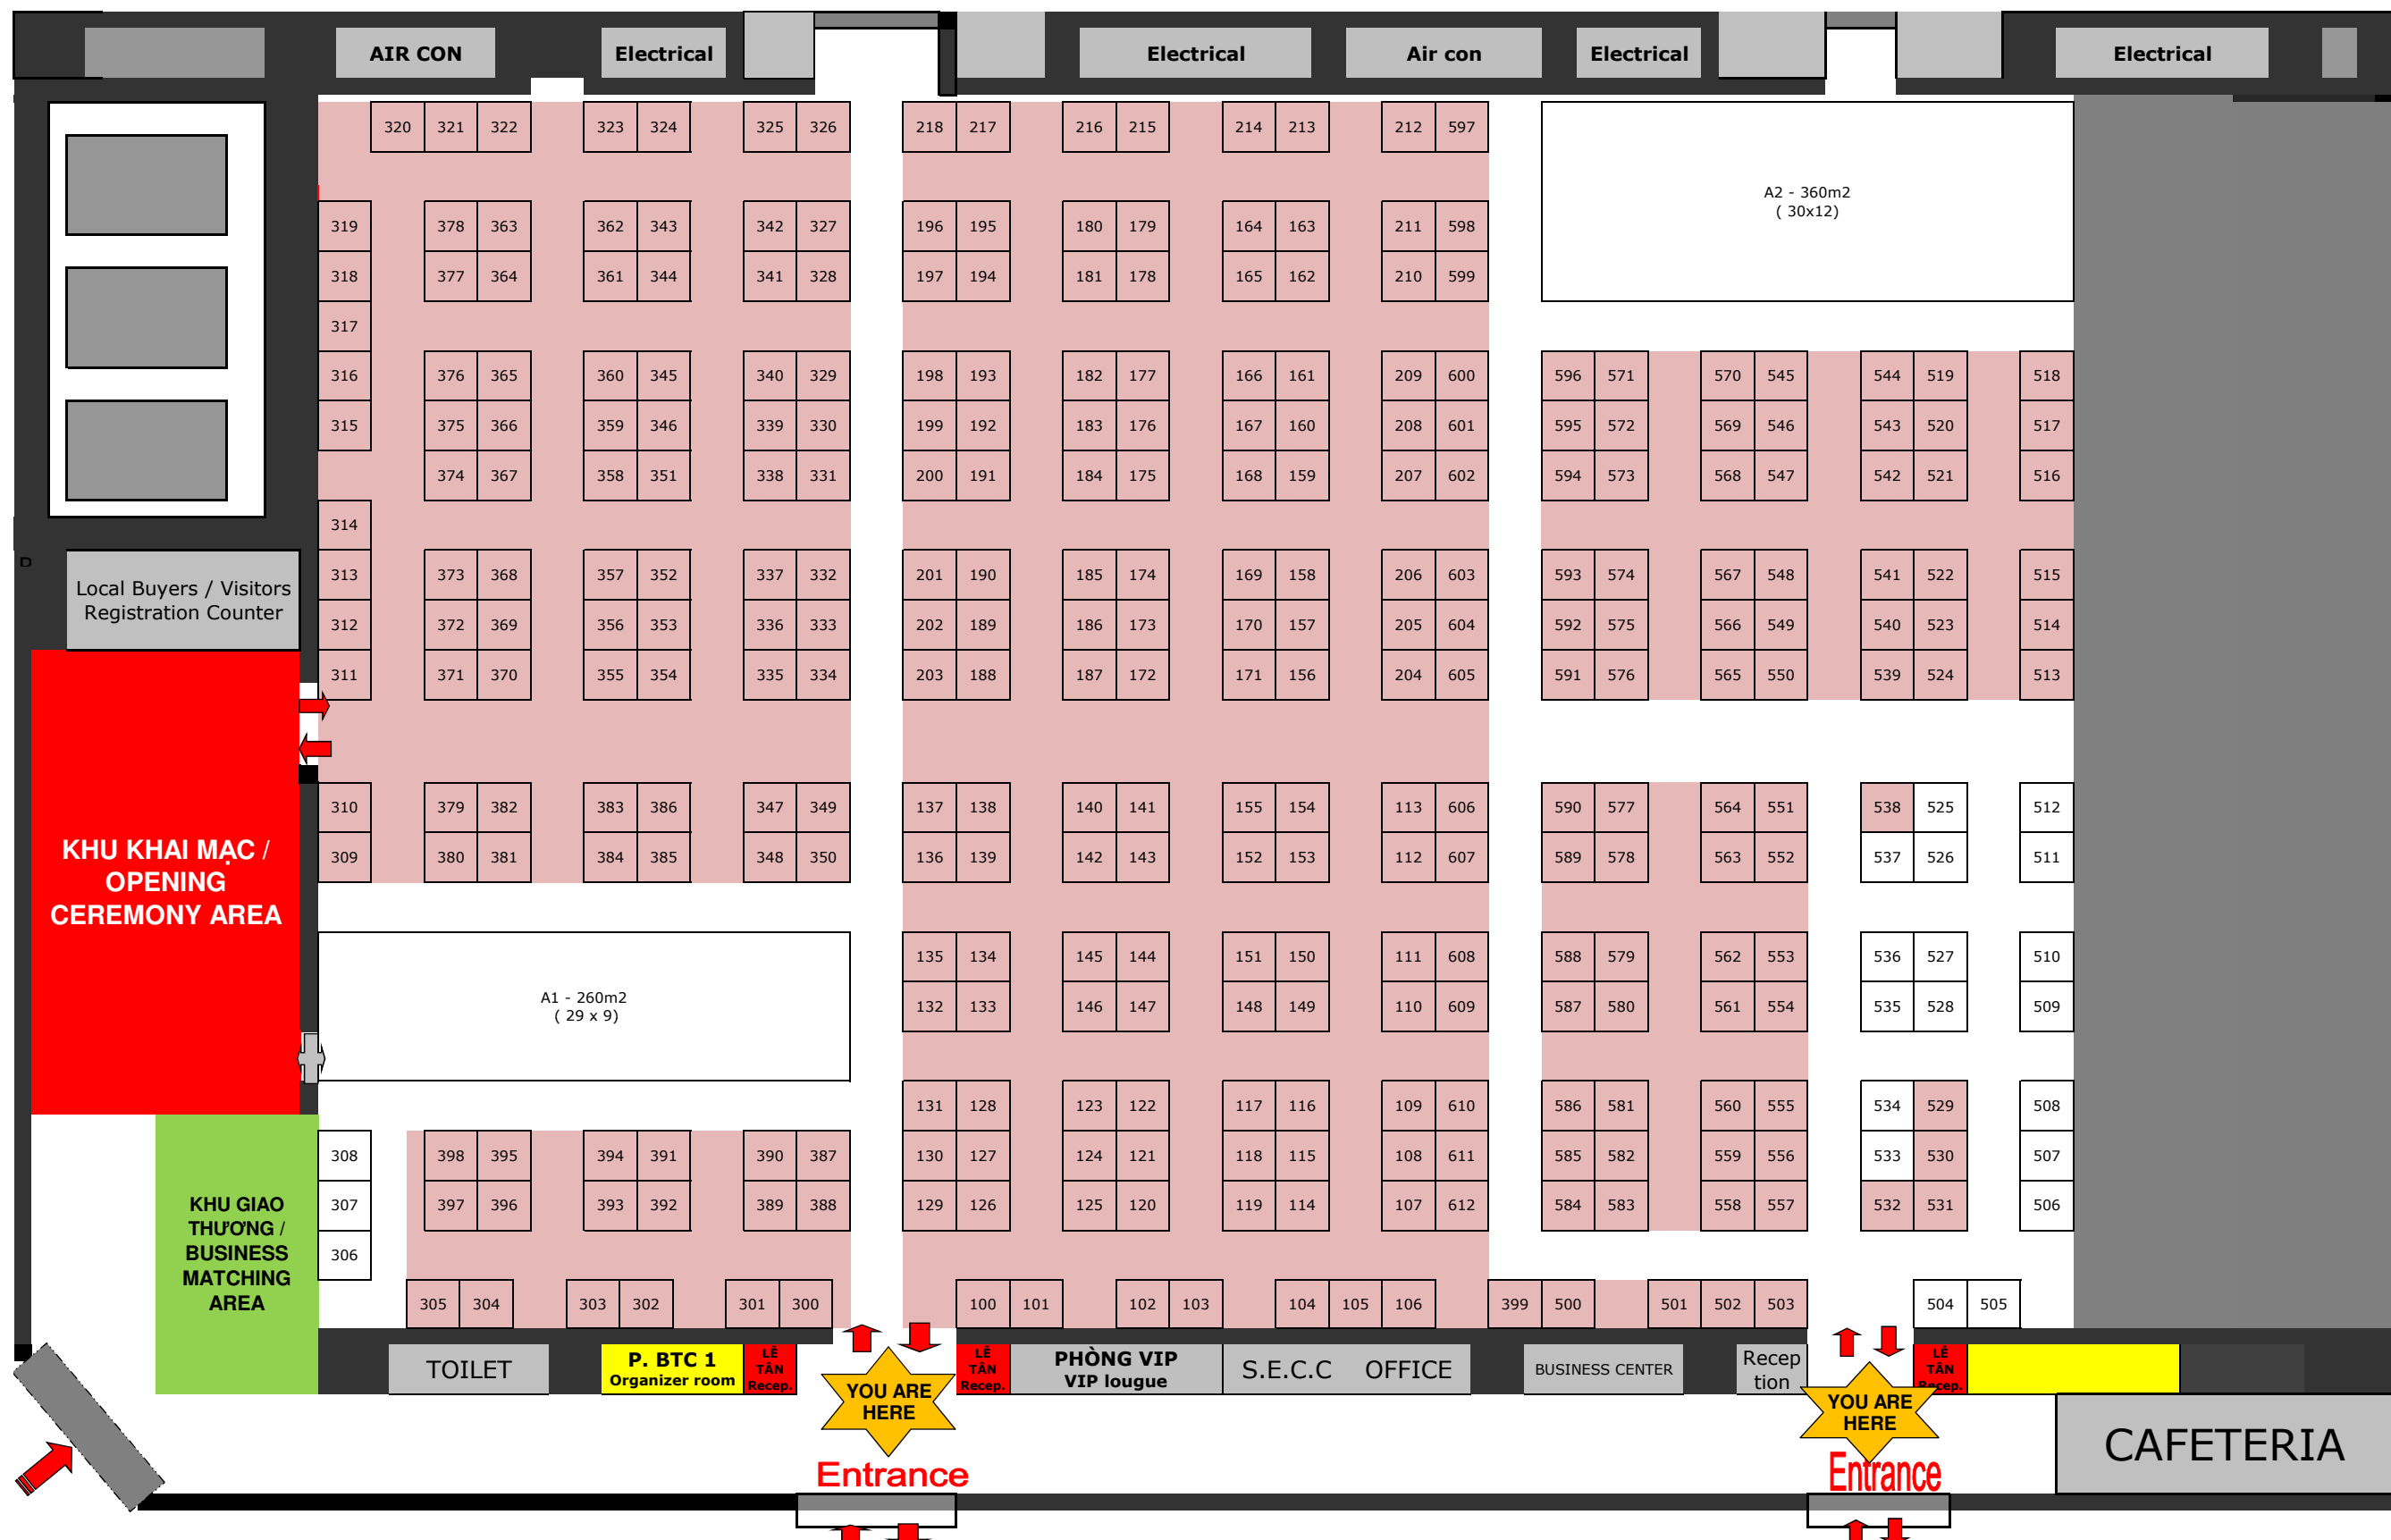 AIR CON Electrical Electrical Air con Electrical Electrical
320 321 322 323 324 325 326 218 217 216 215 214 213 212 597
A2 - 360m2
( 30x12)
319 378 363 362 343 342 327 196 195 180 179 164 163 211 598
318 377 364 361 344 341 328 197 194 181 178 165 162 210 599
317
316 376 365 360 345 340 329 198 193 182 177 166 161 209 600 596 571 570 545 544 519 518
315 375 366 359 346 339 330 199 192 183 176 167 160 208 601 595 572 569 546 543 520 517
374 367 358 351 338 331 200 191 184 175 168 159 207 602 594 573 568 547 542 521 516
314
D
Local Buyers / Visitors
Registration Counter
313 373 368 357 352 337 332 201 190 185 174 169 158 206 603 593 574 567 548 541 522 515
312 372 369 356 353 336 333 202 189 186 173 170 157 205 604 592 575 566 549 540 523 514
311 371 370 355 354 335 334 203 188 187 172 171 156 204 605 591 576 565 550 539 524 513
310 379 382 383 386 347 349 137 138 140 141 155 154 113 606 590 577 564 551 538 525 512
309 380 381 384 385 348 350 136 139 142 143 152 153 112 607 589 578 563 552 537 526 511
KHU KHAI MẠC /
OPENING
CEREMONY AREA
135 134 145 144 151 150 111 608 588 579 562 553 536 527 510
A1 - 260m2
( 29 x 9)
132 133 146 147 148 149 110 609 587 580 561 554 535 528 509
131 128 123 122 117 116 109 610 586 581 560 555 534 529 508
308 398 395 394 391 390 387 130 127 124 121 118 115 108 611 585 582 559 556 533 530 507
307 397 396 393 392 389 388 129 126 125 120 119 114 107 612 584 583 558 557 532 531 506
306
KHU GIAO
THƯƠNG /
BUSINESS
MATCHING
AREA
305 304 303 302 301 300 100 101 102 103 104 105 106 399 500 501 502 503 504 505
TOILET
P. BTC 1
Organizer room
LỄ
TÂN
Recep.
YOU ARE
HERE
LỄ
TÂN
Recep.
PHÒNG VIP
VIP lougue
S.E.C.C OFFICE
BUSINESS CENTER
Recep
tion
YOU ARE
HERE
LỄ
TÂN
Recep.
CAFETERIA
Entrance
Entrance